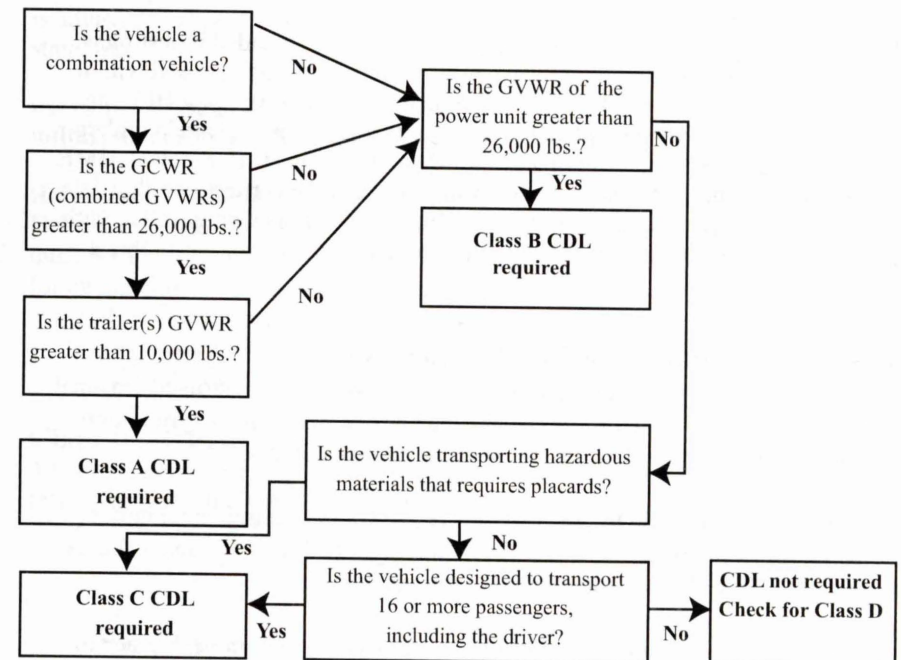 Is the vehicle a
combination vehicle?
No
Yes
Is the GVWR of the
power unit greater than
26,000 lbs.?
No
Yes
Is the GCWR
(combined GVWRs)
greater than 26,000 lbs.?
No
Yes
Class B CDL
required
Is the trailer(s) GVWR
greater than 10,000 lbs.?
No
Yes
Class A CDL
required
Is the vehicle transporting hazardous
materials that requires placards?
Yes
No
Class C CDL
required
Yes
Is the vehicle designed to transport
16 or more passengers,
including the driver?
No
CDL not required
Check for Class D